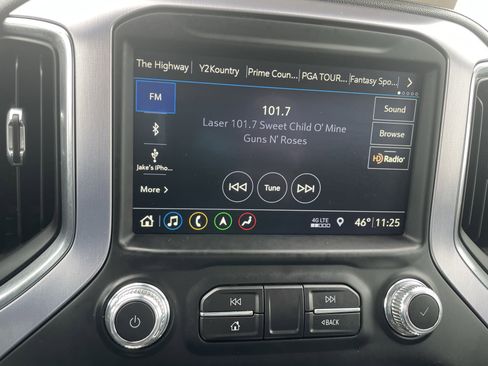 The Highway Y2Kountry Prime Coun... PGA TOUR... Fantasy Spo...
FM
101.7
Laser 101.7 Sweet Child O' Mine
Guns N' Roses
Sound
Browse
HD Radio
Jake's iPho...
More
Tune
4G LTE
46° 11:25
BACK